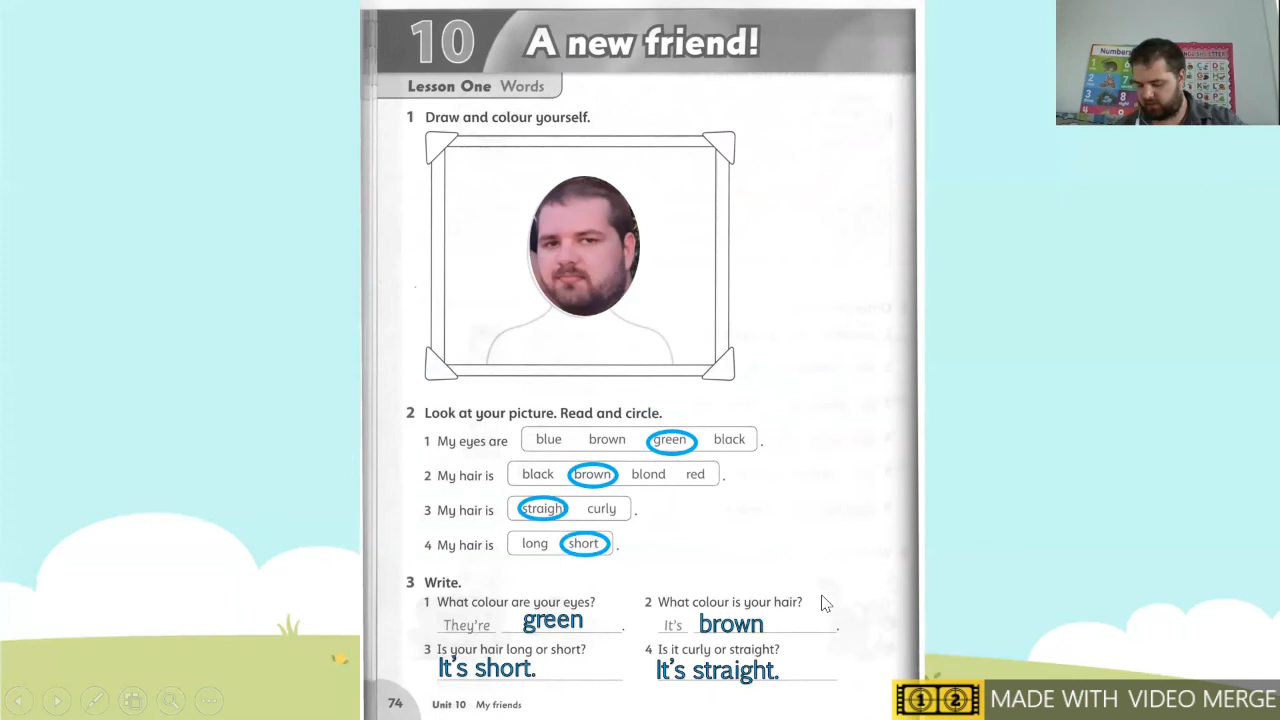 10 A new friend!
Lesson One Words
1 Draw and colour yourself.
2 Look at your picture. Read and circle.
1 My eyes are blue brown green black .
2 My hair is black brown blond red .
3 My hair is straigh curly .
4 My hair is long short .
3 Write.
1 What colour are your eyes?
They're green .
2 What colour is your hair?
It's brown .
3 Is your hair long or short?
It's short.
4 Is it curly or straight?
It's straight.
74 Unit 10 My friends
Numbers
1 2 MADE WITH VIDEO MERGE